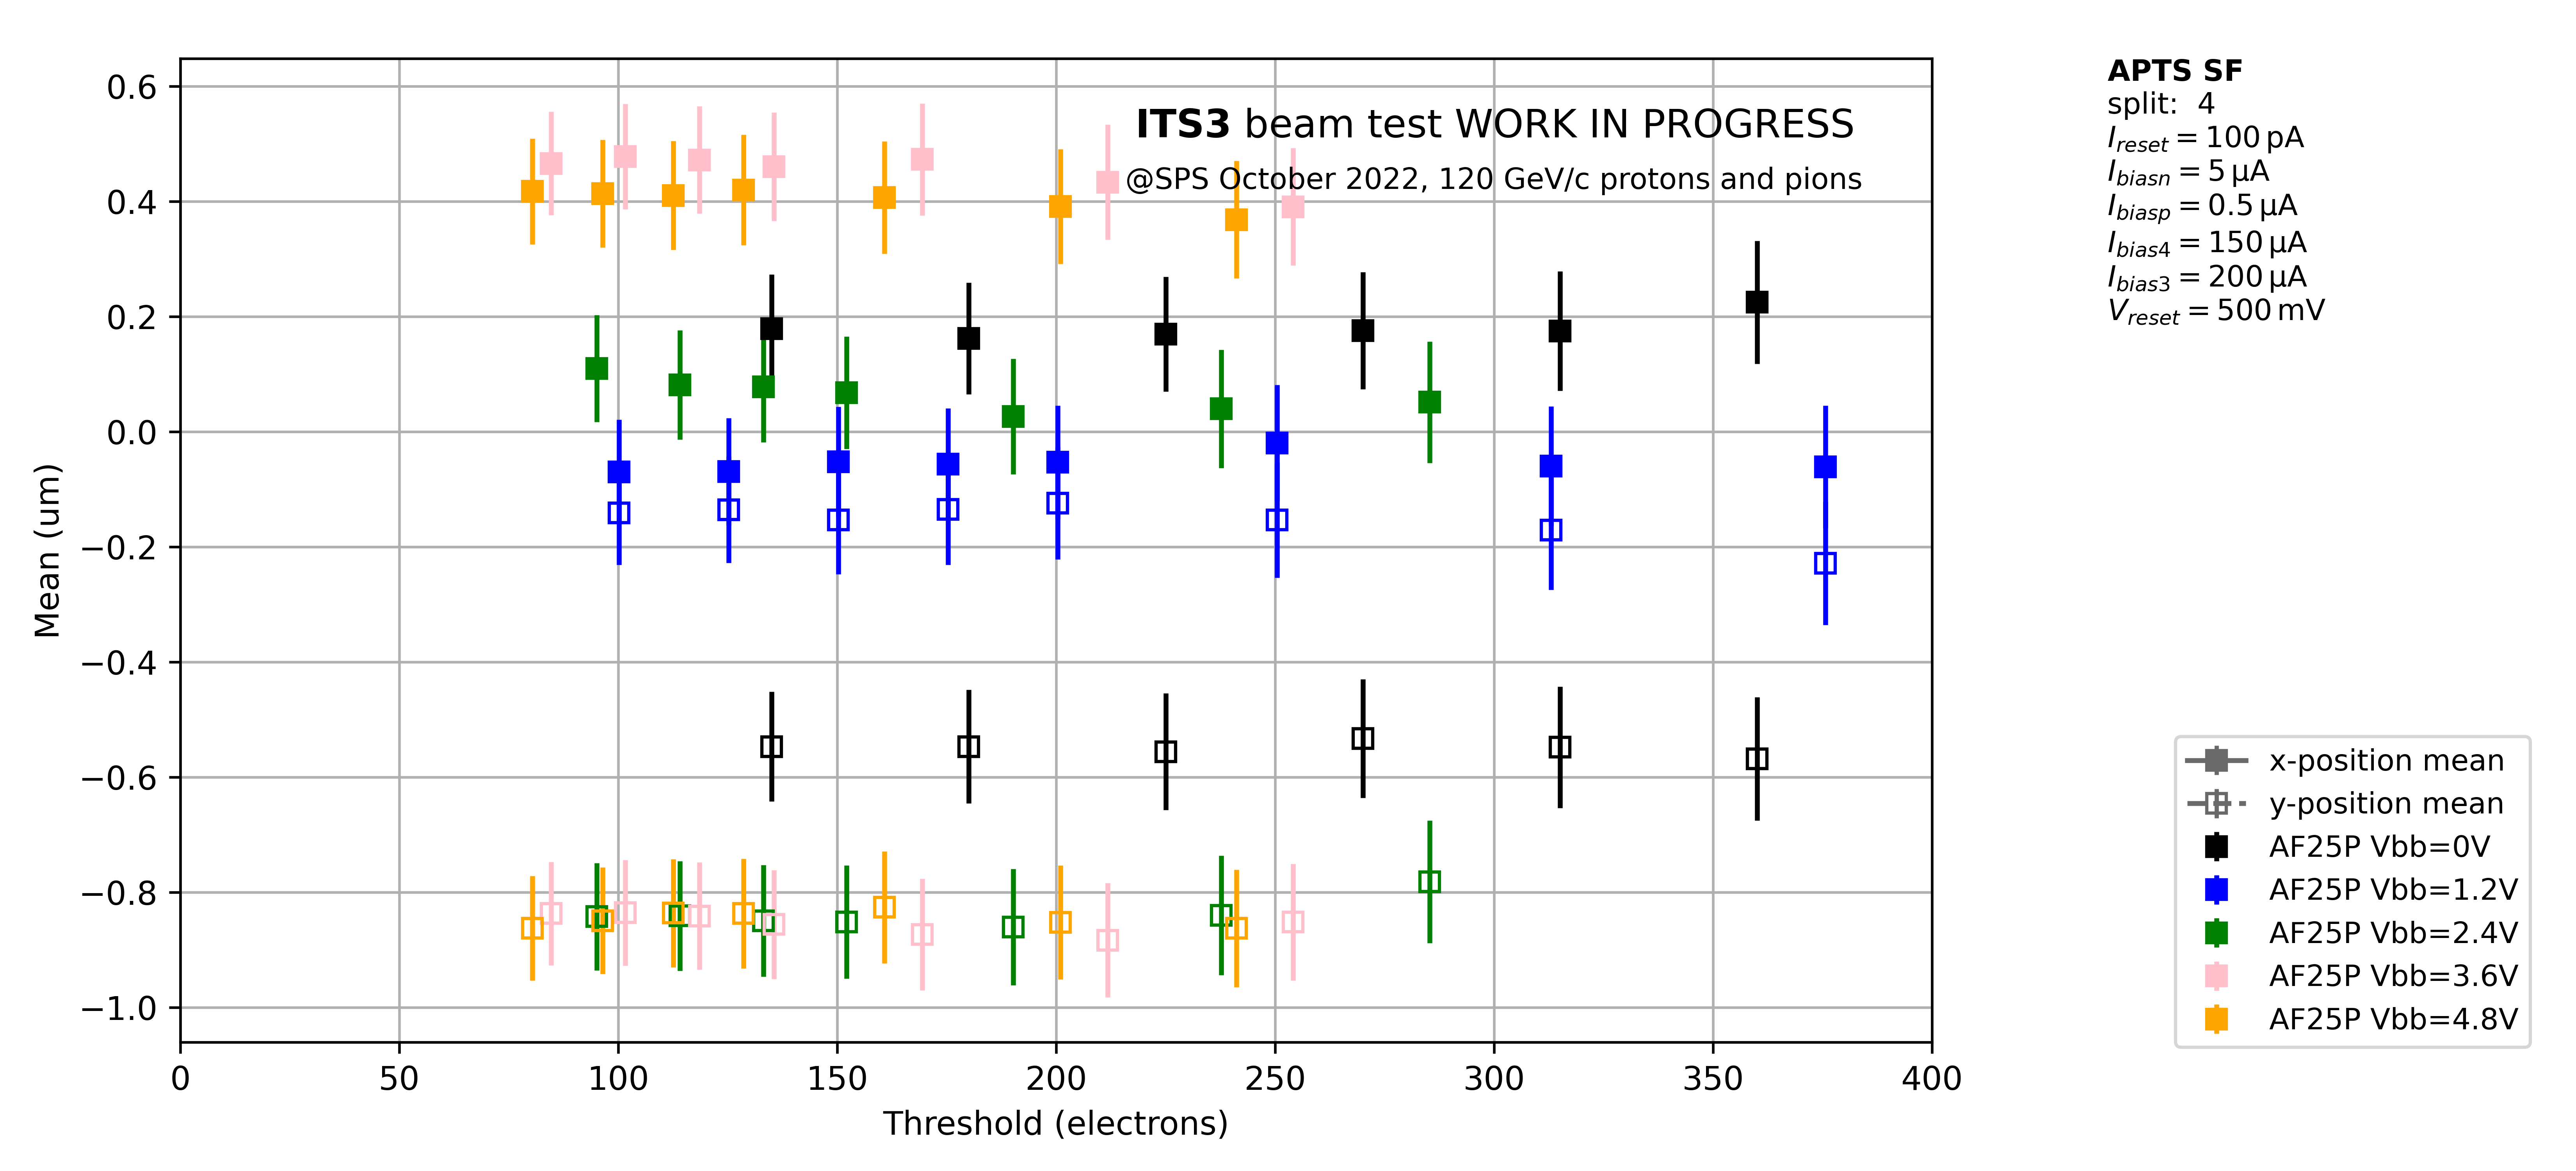 ITS3 beam test WORK IN PROGRESS
@SPS October 2022, 120 GeV/c protons and pions
0.6
0.4
0.2
0.0
−0.2
−0.4
−0.6
−0.8
−1.0
Mean (um)
0 50 100 150 200 250 300 350 400
Threshold (electrons)
APTS SF
split: 4
I_reset = 100 pA
I_biasn = 5 μA
I_biasp = 0.5 μA
I_bias4 = 150 μA
I_bias3 = 200 μA
V_reset = 500 mV
x-position mean
y-position mean
AF25P Vbb=0V
AF25P Vbb=1.2V
AF25P Vbb=2.4V
AF25P Vbb=3.6V
AF25P Vbb=4.8V